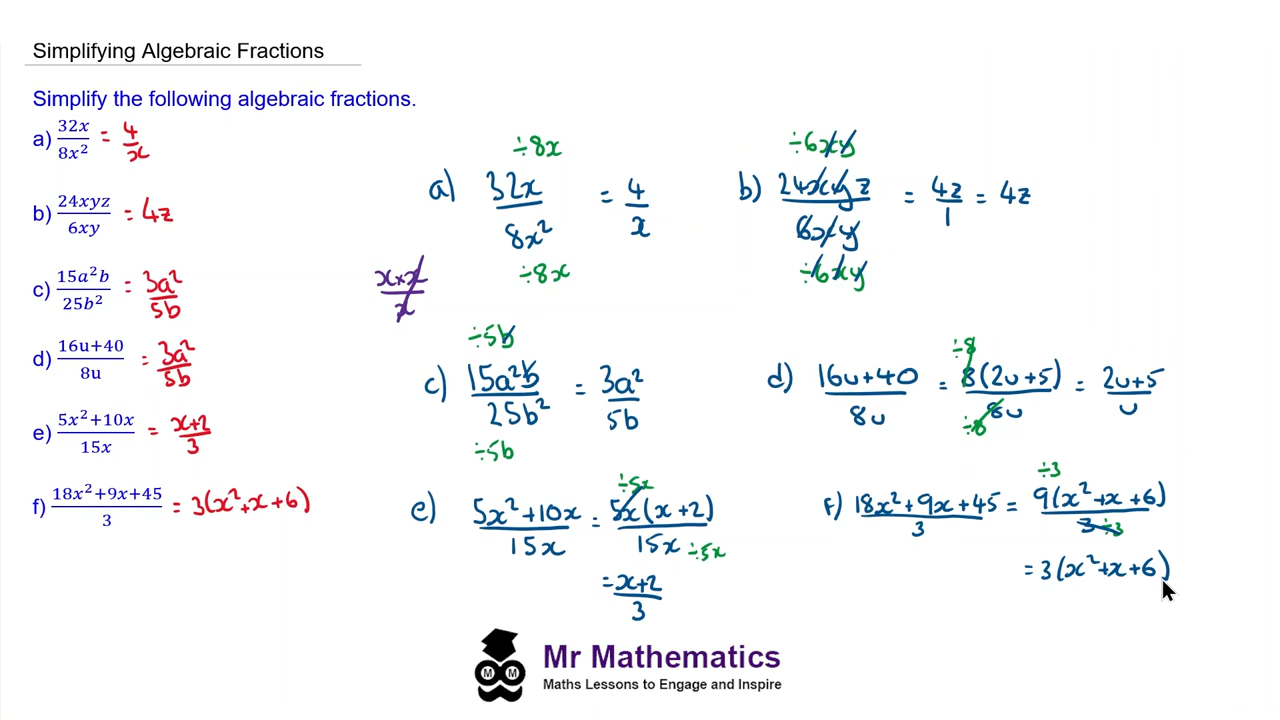 Simplifying Algebraic Fractions
Simplify the following algebraic fractions.
a) 32x/8x² = 4/x
b) 24xyz/6xy = 4z
c) 15a²b/25b² = 3a²/5b
d) 16u+40/8u = 3a²/5b
e) 5x²+10x/15x = x+2/3
f) 18x²+9x+45/3 = 3(x²+x+6)
÷8x
a) 32x/8x² = 4/x
÷8x
÷6xy
b) 24xyz/6xy = 4z/1 = 4z
÷6xy
x×x/x
÷5b
c) 15a²b/25b² = 3a²/5b
÷5b
÷8
d) 16u+40/8u = 8(2u+5)/8u = 2u+5/u
÷8
÷5x
e) 5x²+10x/15x = 5x(x+2)/15x
÷5x
= x+2/3
÷3
F) 18x²+9x+45/3 = 9(x²+x+6)/3
÷3
= 3(x²+x+6)
M M
Mr Mathematics
Maths Lessons to Engage and Inspire